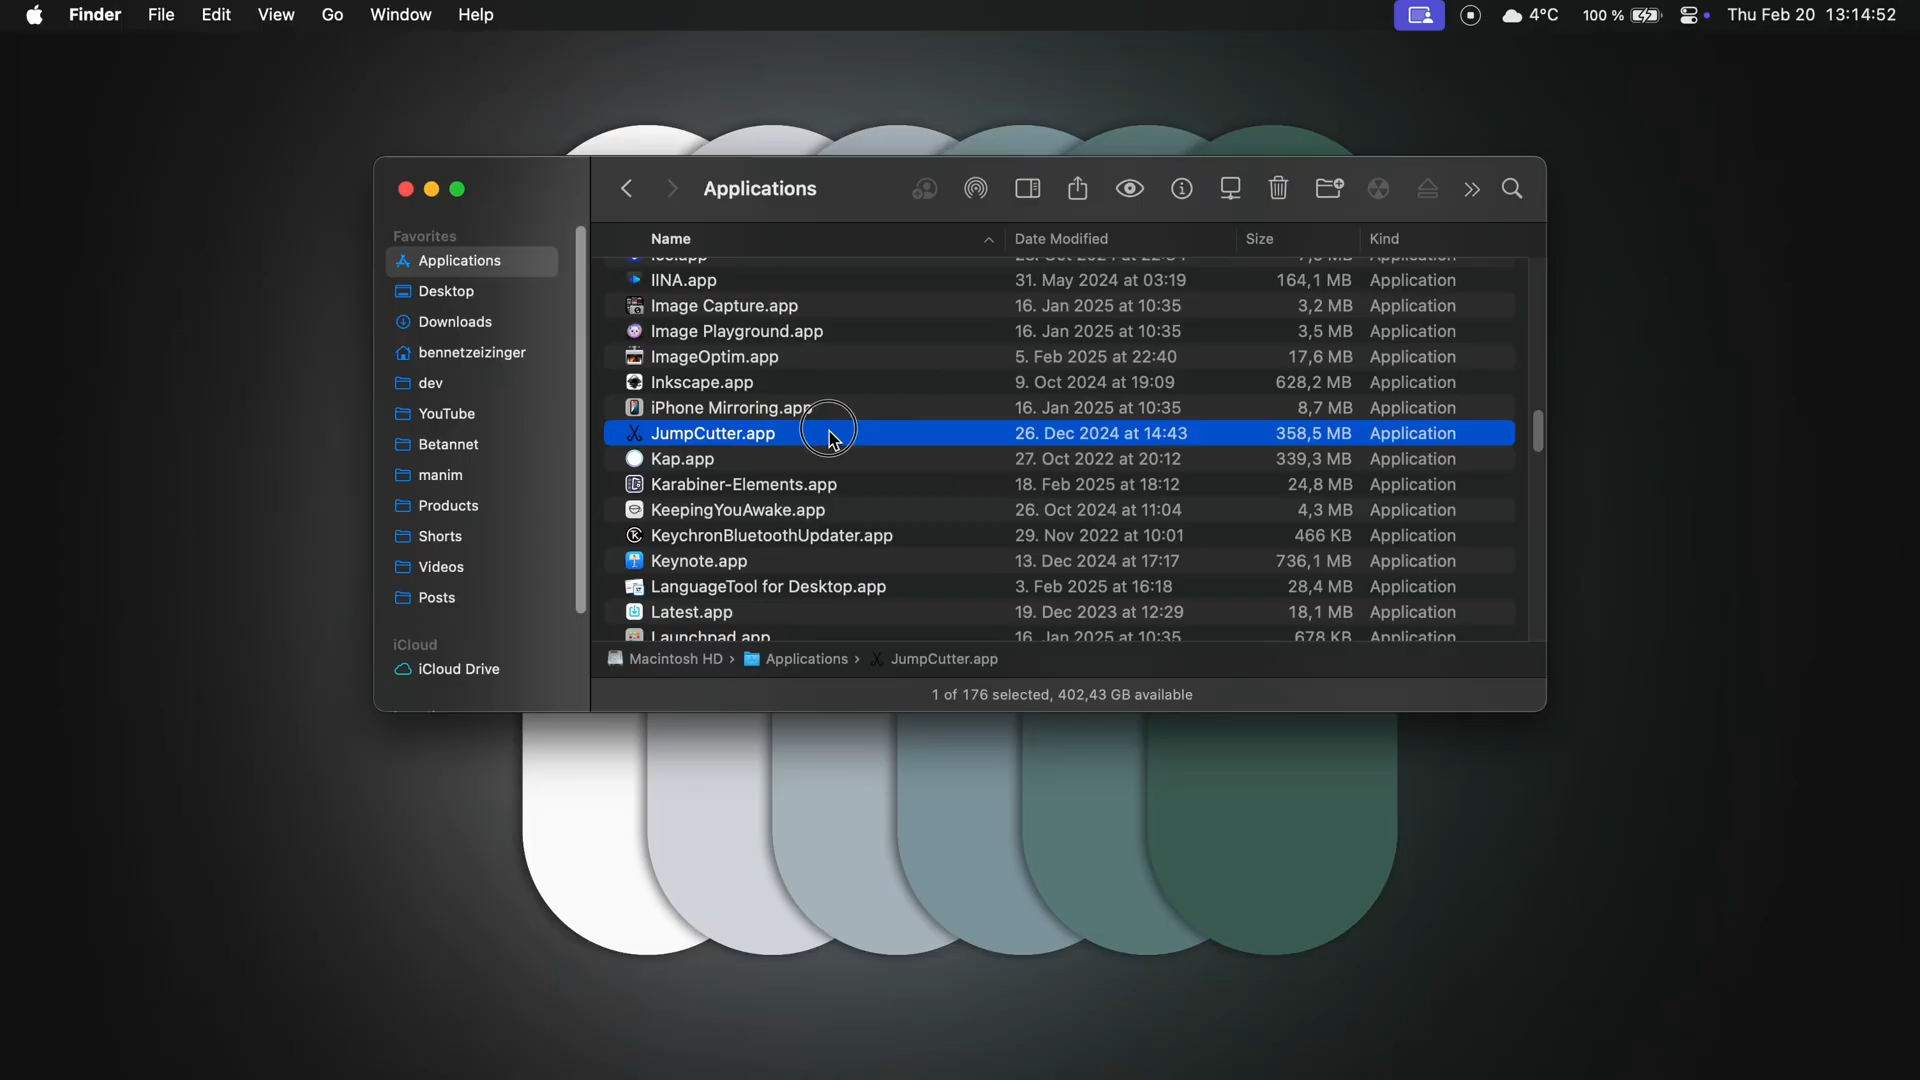 Finder File Edit View Go Window Help 4°C 100 % Thu Feb 20 13:14:52
Applications
Favorites
Applications
Desktop
Downloads
bennetzeizinger
dev
YouTube
Betannet
manim
Products
Shorts
Videos
Posts
iCloud
iCloud Drive
Name Date Modified Size Kind
IINA.app 31. May 2024 at 03:19 164,1 MB Application
Image Capture.app 16. Jan 2025 at 10:35 3,2 MB Application
Image Playground.app 16. Jan 2025 at 10:35 3,5 MB Application
ImageOptim.app 5. Feb 2025 at 22:40 17,6 MB Application
Inkscape.app 9. Oct 2024 at 19:09 628,2 MB Application
iPhone Mirroring.app 16. Jan 2025 at 10:35 8,7 MB Application
JumpCutter.app 26. Dec 2024 at 14:43 358,5 MB Application
Kap.app 27. Oct 2022 at 20:12 339,3 MB Application
Karabiner-Elements.app 18. Feb 2025 at 18:12 24,8 MB Application
KeepingYouAwake.app 26. Oct 2024 at 11:04 4,3 MB Application
KeychronBluetoothUpdater.app 29. Nov 2022 at 10:01 466 KB Application
Keynote.app 13. Dec 2024 at 17:17 736,1 MB Application
LanguageTool for Desktop.app 3. Feb 2025 at 16:18 28,4 MB Application
Latest.app 19. Dec 2023 at 12:29 18,1 MB Application
Launchpad.app 16. Jan 2025 at 10:35 678 KB Application
Macintosh HD › Applications › JumpCutter.app
1 of 176 selected, 402,43 GB available